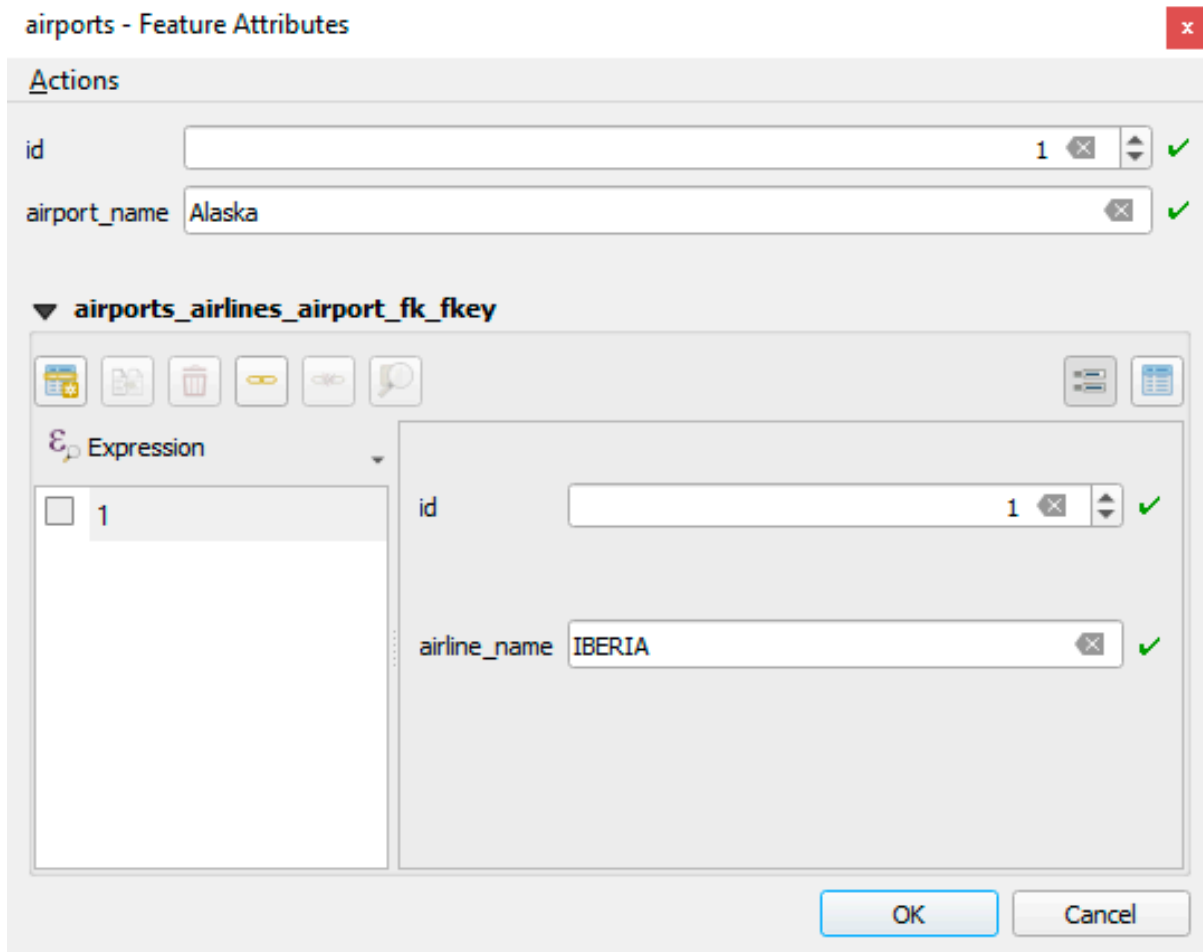 airports - Feature Attributes
x
Actions
id 1
airport_name Alaska
airports_airlines_airport_fk_fkey
ε Expression
1
id 1
airline_name IBERIA
OK Cancel